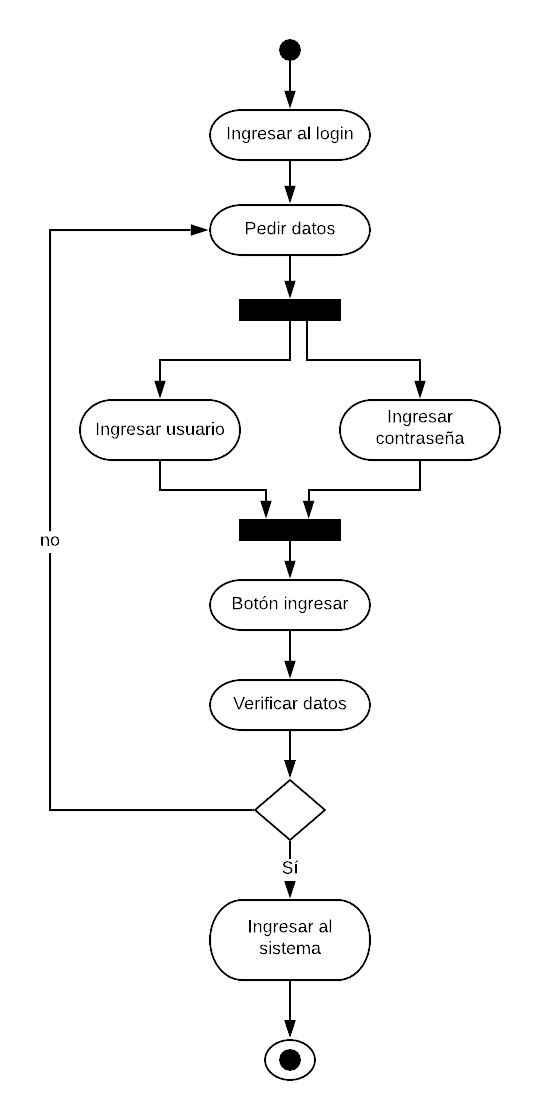 Ingresar al login
Pedir datos
Ingresar usuario
Ingresar
contraseña
no
Botón ingresar
Verificar datos
Sí
Ingresar al
sistema